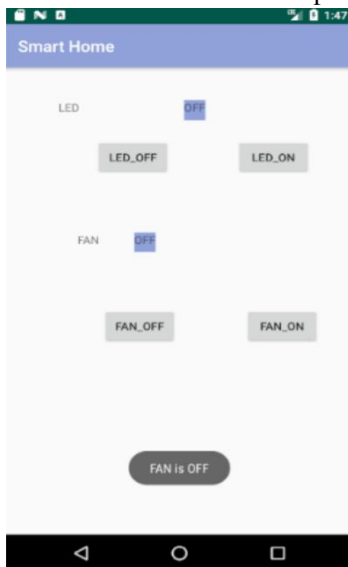 1:47
Smart Home
LED OFF
LED_OFF LED_ON
FAN OFF
FAN_OFF FAN_ON
FAN is OFF